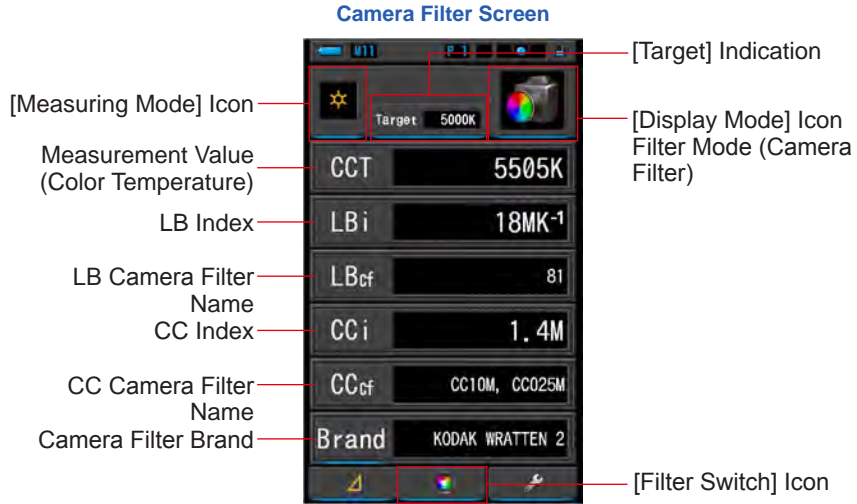 Camera Filter Screen
M11 P 1
[Target] Indication
[Measuring Mode] Icon
Target 5000K
[Display Mode] Icon
Filter Mode (Camera
Filter)
Measurement Value
(Color Temperature)
CCT 5505K
LB Index
LBi 18MK-1
LB Camera Filter
Name
LBcf 81
CC Index
CCi 1.4M
CC Camera Filter
Name
CCcf CC10M, CC025M
Camera Filter Brand
Brand KODAK WRATTEN 2
[Filter Switch] Icon